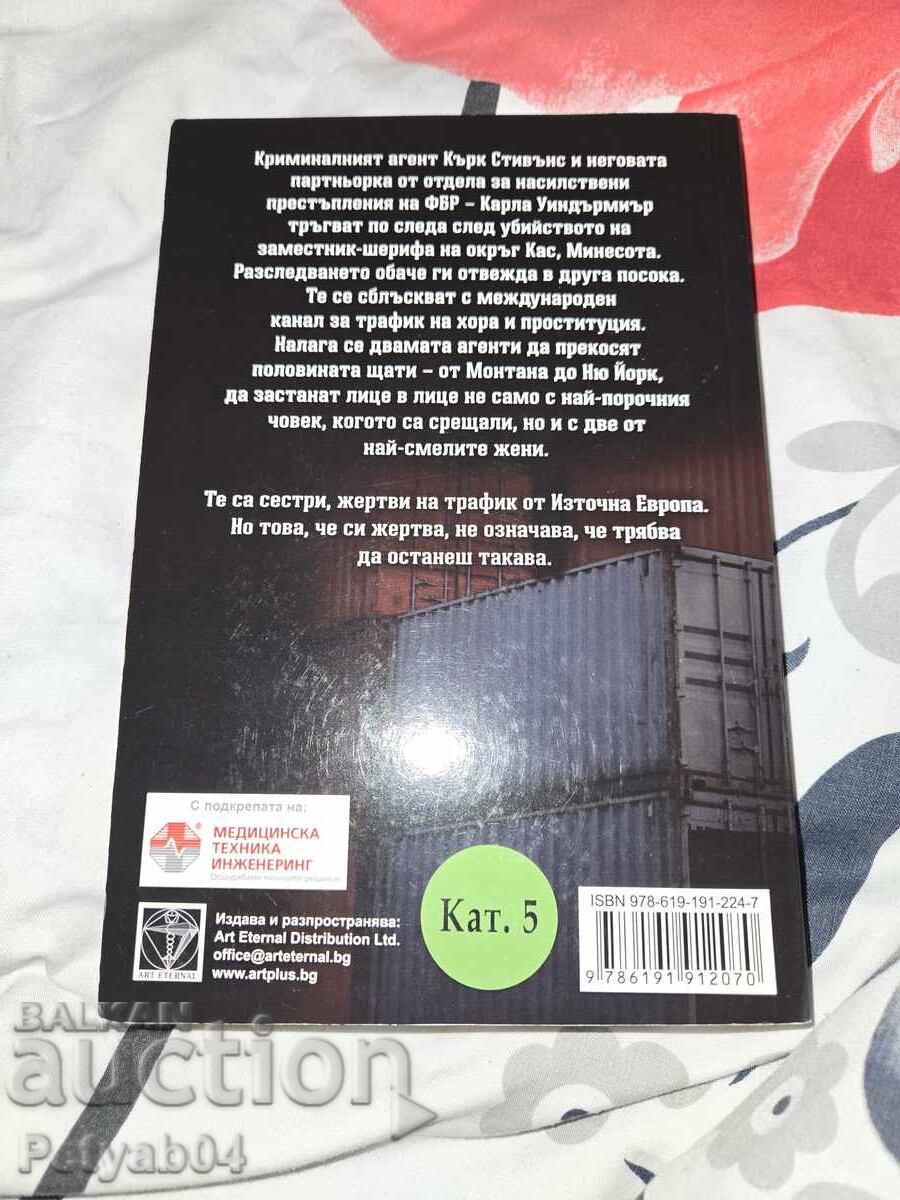 Криминалният агент Кърк Стивънс и неговата
партньорка от отдела за насилствени
престъпления на ФБР – Карла Уиндърмиър
тръгват по следа след убийството на
заместник-шерифа на окръг Кас, Минесота.
Разследването обаче ги отвежда в друга посока.
Те се сблъскват с международен
канал за трафик на хора и проституция.
Налага се двамата агенти да прекосят
половината щати – от Монтана до Ню Йорк,
да застанат лице в лице не само с най-порочния
човек, когото са срещали, но и с две от
най-смелите жени.
Те са сестри, жертви на трафик от Източна Европа.
Но това, че си жертва, не означава, че трябва
да останеш такава.
С подкрепата на:
МЕДИЦИНСКА
ТЕХНИКА
ИНЖЕНЕРИНГ
Осигуряваме точните решения
ART ETERNAL
Издава и разпространява:
Art Eternal Distribution Ltd.
office@arteternal.bg
www.artplus.bg
Кат. 5
ISBN 978-619-191-224-7
9 786191 912070
BALKAN
auction
Petyab04